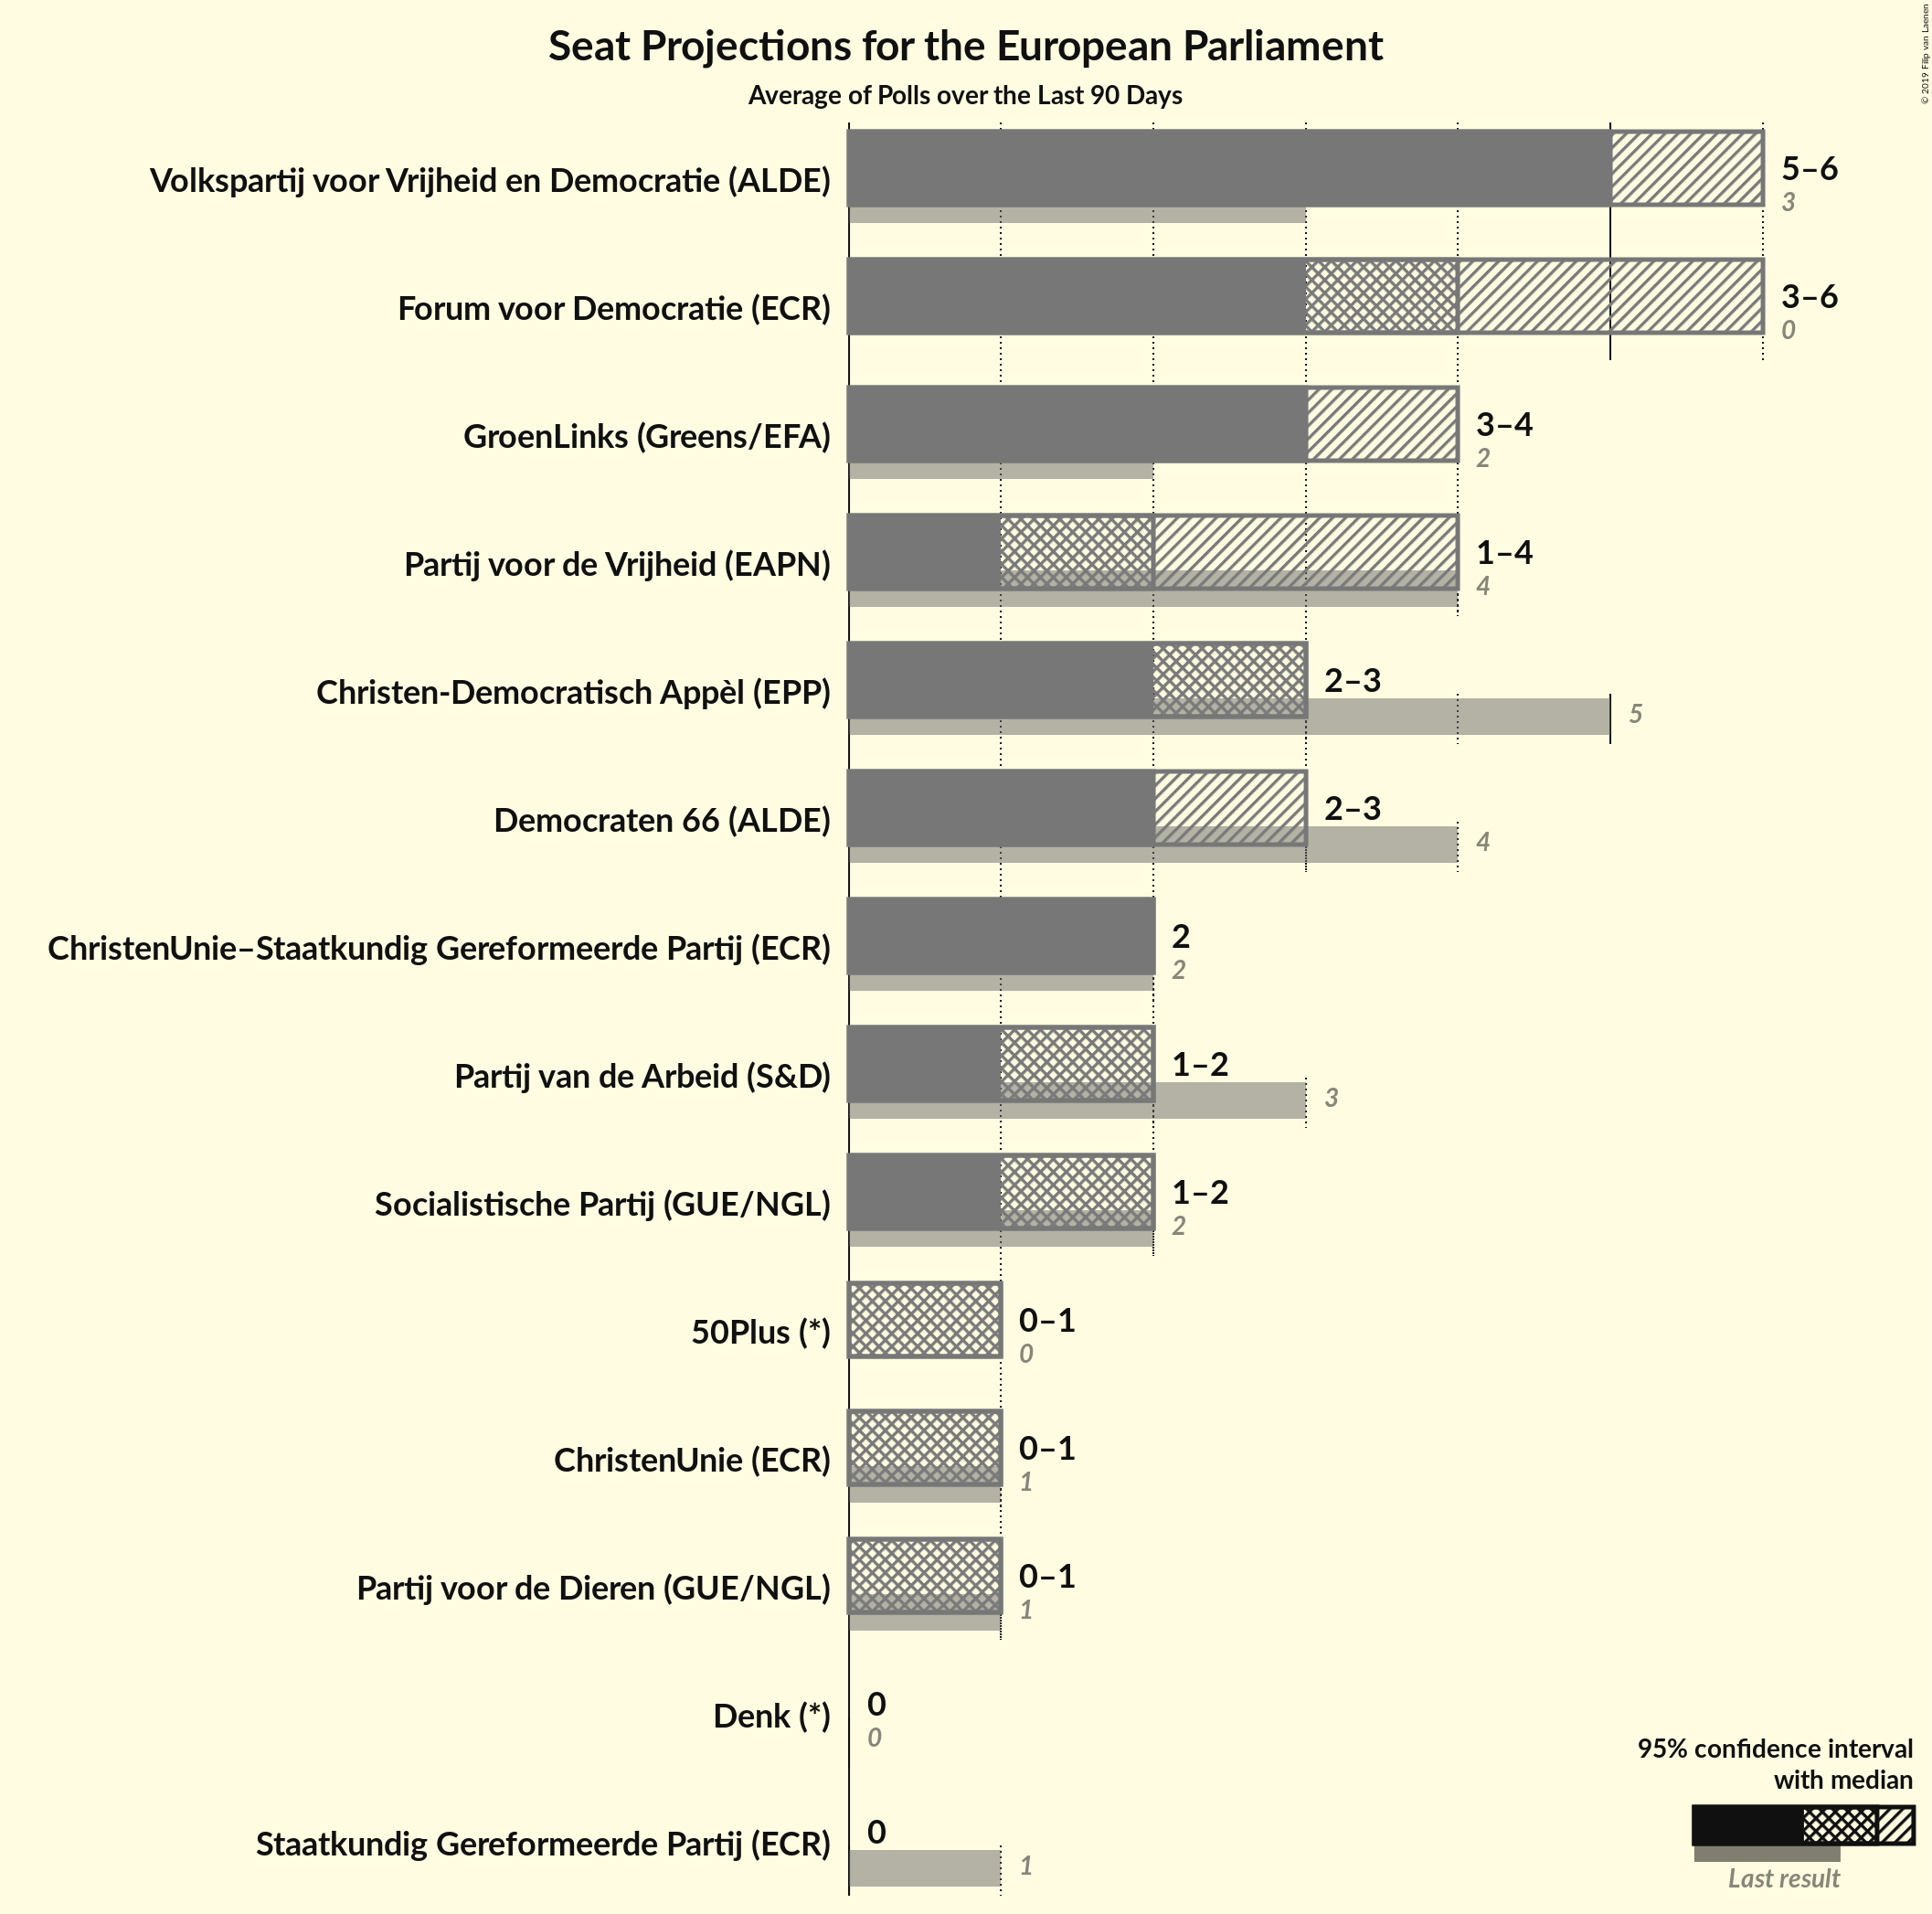 Seat Projections for the European Parliament
Average of Polls over the Last 90 Days
© 2019 Filip van Laenen
Volkspartij voor Vrijheid en Democratie (ALDE)
5–6
3
Forum voor Democratie (ECR)
3–6
0
GroenLinks (Greens/EFA)
3–4
2
Partij voor de Vrijheid (EAPN)
1–4
4
Christen-Democratisch Appèl (EPP)
2–3
5
Democraten 66 (ALDE)
2–3
4
ChristenUnie–Staatkundig Gereformeerde Partij (ECR)
2
2
Partij van de Arbeid (S&D)
1–2
3
Socialistische Partij (GUE/NGL)
1–2
2
50Plus (*)
0–1
0
ChristenUnie (ECR)
0–1
1
Partij voor de Dieren (GUE/NGL)
0–1
1
Denk (*)
0
0
Staatkundig Gereformeerde Partij (ECR)
0
1
95% confidence interval
with median
Last result